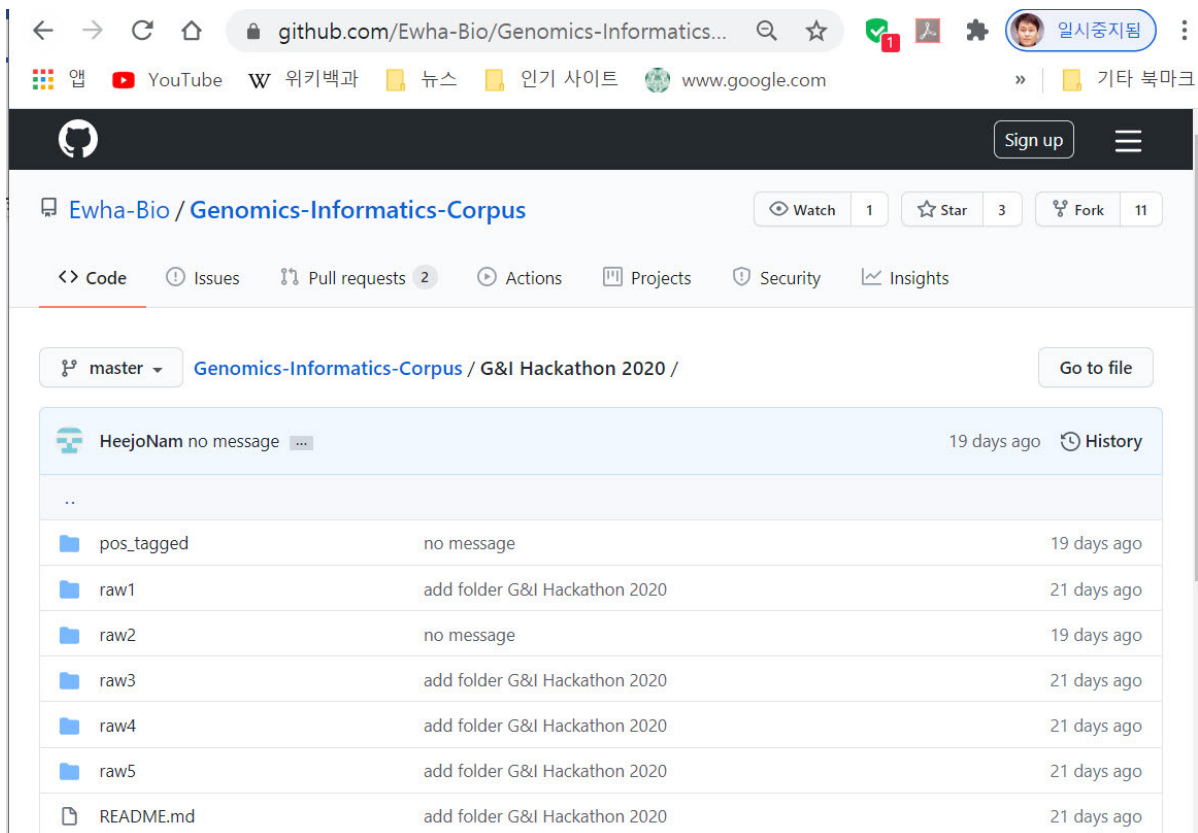 github.com/Ewha-Bio/Genomics-Informatics... 1 일시중지됨
앱 YouTube W 위키백과 뉴스 인기 사이트 www.google.com » 기타 북마크
Sign up
Ewha-Bio / Genomics-Informatics-Corpus Watch 1 Star 3 Fork 11
<> Code Issues Pull requests 2 Actions Projects Security Insights
master Genomics-Informatics-Corpus / G&I Hackathon 2020 / Go to file
HeejoNam no message ... 19 days ago History
..
pos_tagged no message 19 days ago
raw1 add folder G&I Hackathon 2020 21 days ago
raw2 no message 19 days ago
raw3 add folder G&I Hackathon 2020 21 days ago
raw4 add folder G&I Hackathon 2020 21 days ago
raw5 add folder G&I Hackathon 2020 21 days ago
README.md add folder G&I Hackathon 2020 21 days ago